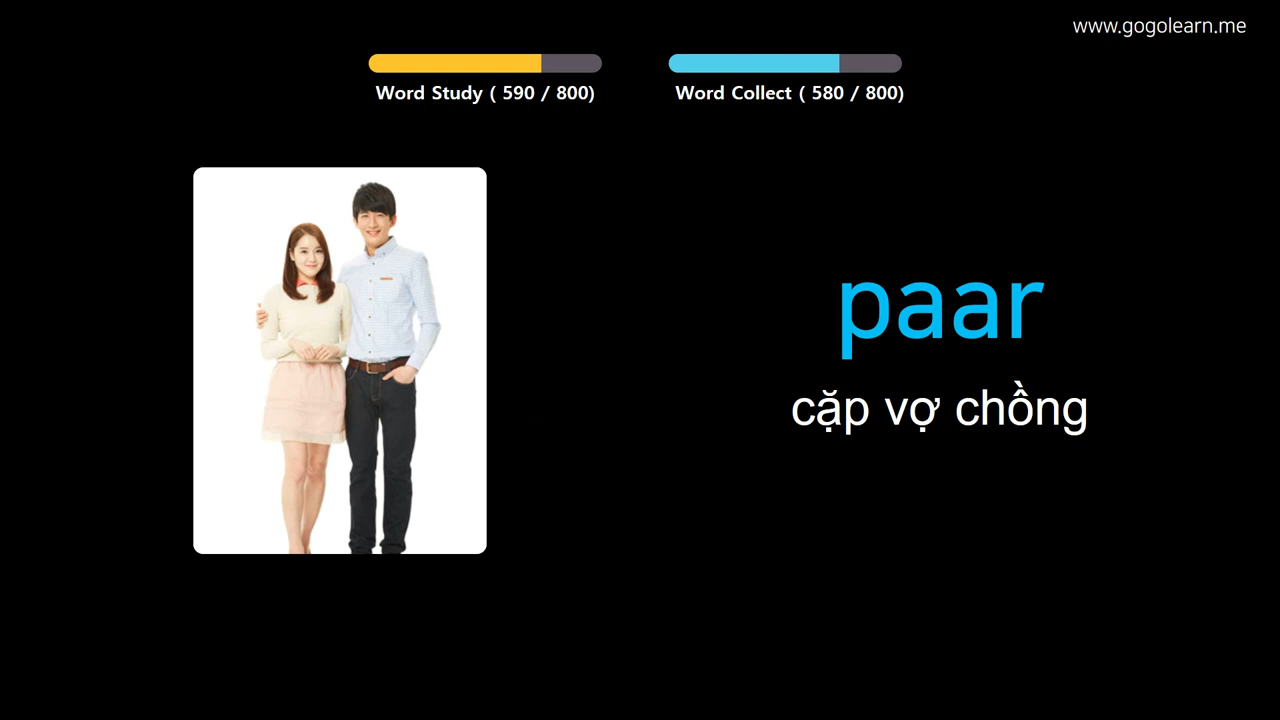 www.gogolearn.me
Word Study ( 590 / 800)
Word Collect ( 580 / 800)
paar
cặp vợ chồng